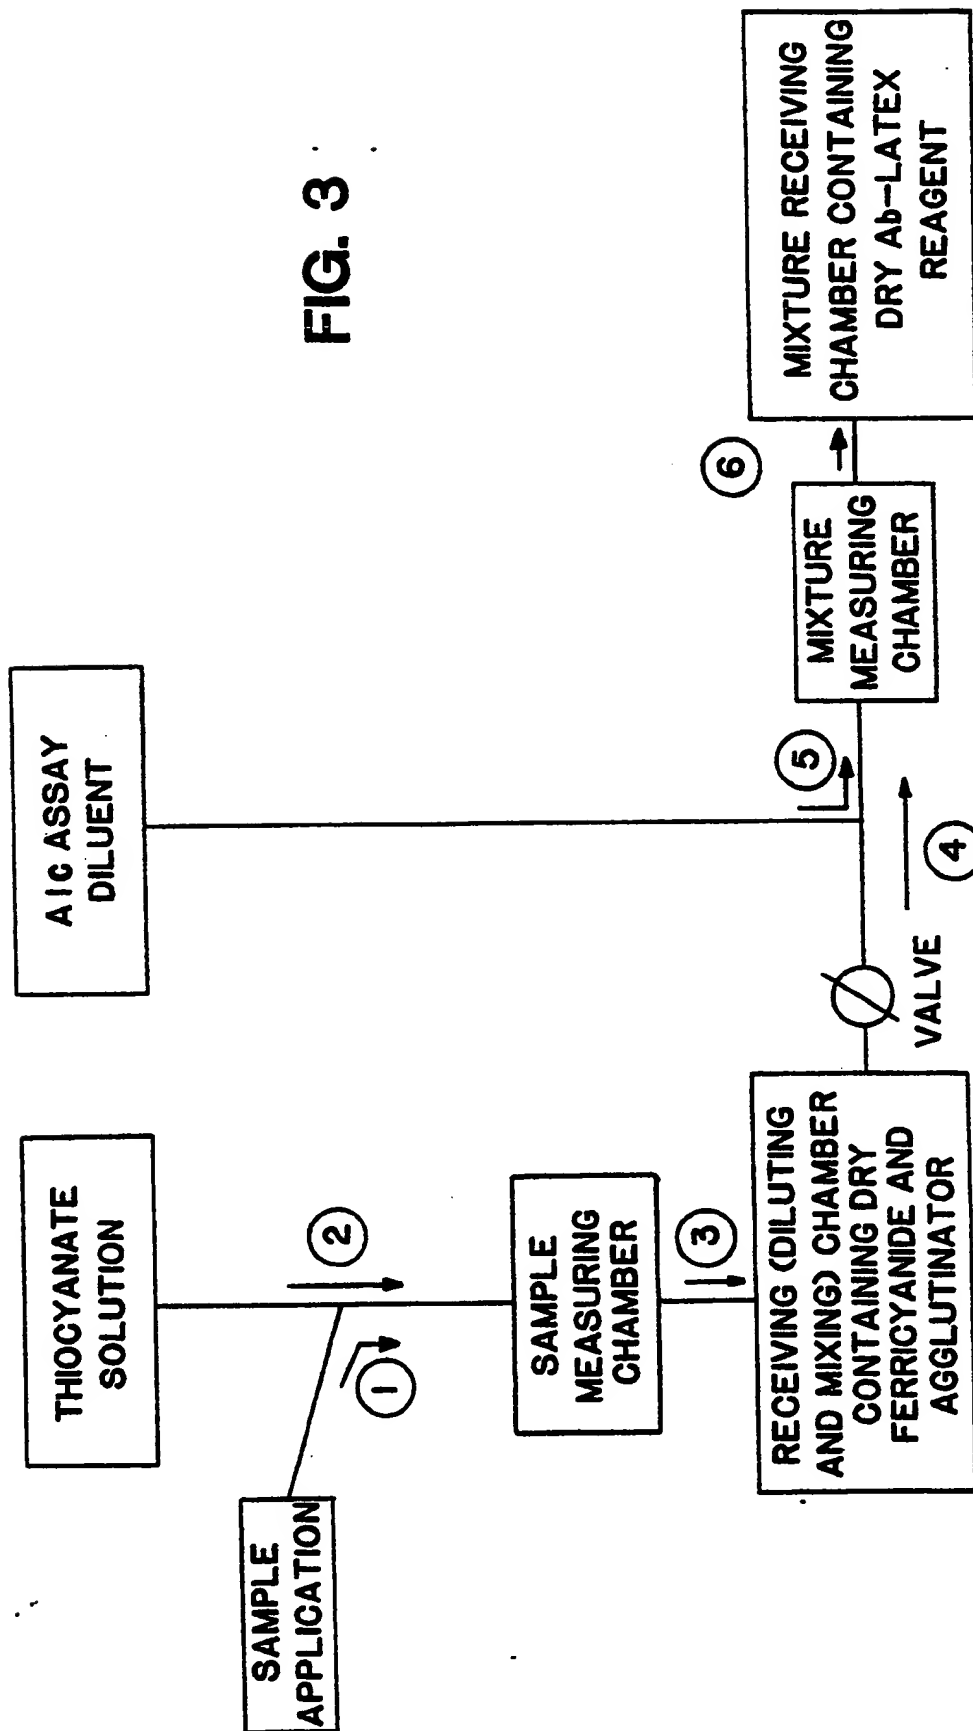 FIG. 3
THIOCYANATE
SOLUTION
A1C ASSAY
DILUENT
SAMPLE
APPLICATION
1
2
SAMPLE
MEASURING
CHAMBER
3
RECEIVING (DILUTING
AND MIXING) CHAMBER
CONTAINING DRY
FERRICYANIDE AND
AGGLUTINATOR
VALVE
4
5
MIXTURE
MEASURING
CHAMBER
6
MIXTURE RECEIVING
CHAMBER CONTAINING
DRY Ab-LATEX
REAGENT